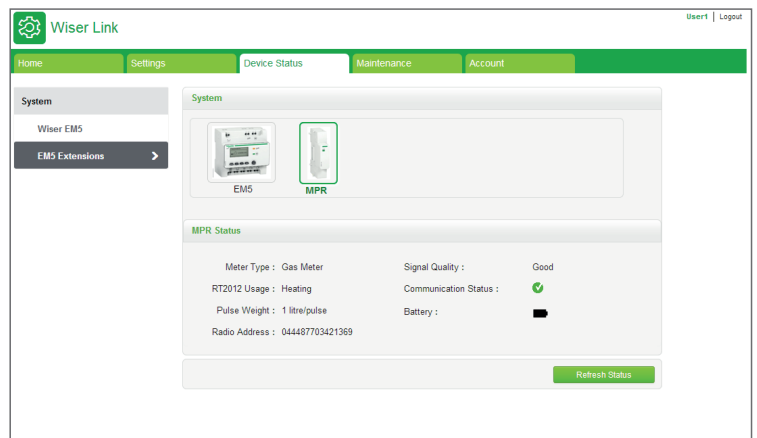 User1 | Logout
Wiser Link
Home Settings Device Status Maintenance Account
System
Wiser EM5
EM5 Extensions
System
EM5 MPR
MPR Status
Meter Type : Gas Meter Signal Quality : Good
RT2012 Usage : Heating Communication Status :
Pulse Weight : 1 litre/pulse Battery :
Radio Address : 044487703421369
Refresh Status